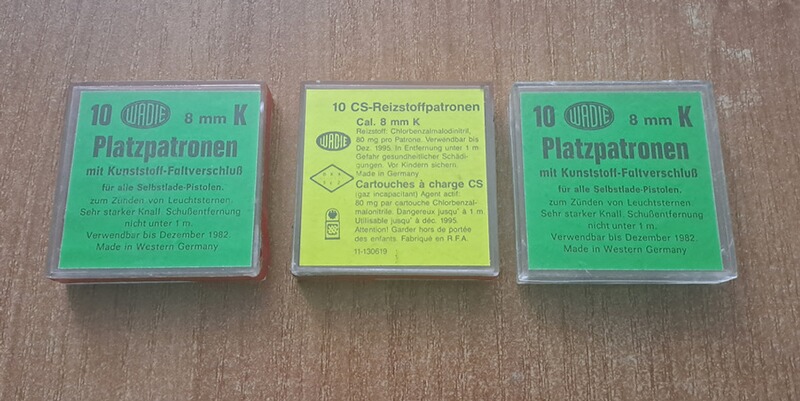 10 WADIE 8 mm K
Platzpatronen
mit Kunststoff-Faltverschluß
für alle Selbstlade-Pistolen.
zum Zünden von Leuchtsternen.
Sehr starker Knall. Schußentfernung
nicht unter 1 m.
Verwendbar bis Dezember 1982.
Made in Western Germany
10 CS-Reizstoffpatronen
Cal. 8 mm K
WADIE
Reizstoff: Chlorbenzalmalodinitril,
80 mg pro Patrone. Verwendbar bis
Dez. 1995. In Entfernung unter 1 m
Gefahr gesundheitlicher Schädi-
gungen. Vor Kindern sichern.
Made in Germany
Cartouches à charge CS
(gaz incapacitant) Agent actif:
80 mg par cartouche Chlorbenzal-
malonitrile. Dangereux jusqu' à 1 m
Utilisable jusqu' à déc. 1995.
Attention! Garder hors de portée
des enfants. Fabriqué en R.F.A.
11-130619
10 WADIE 8 mm K
Platzpatronen
mit Kunststoff-Faltverschluß
für alle Selbstlade-Pistolen.
zum Zünden von Leuchtsternen.
Sehr starker Knall. Schußentfernung
nicht unter 1 m.
Verwendbar bis Dezember 1982.
Made in Western Germany